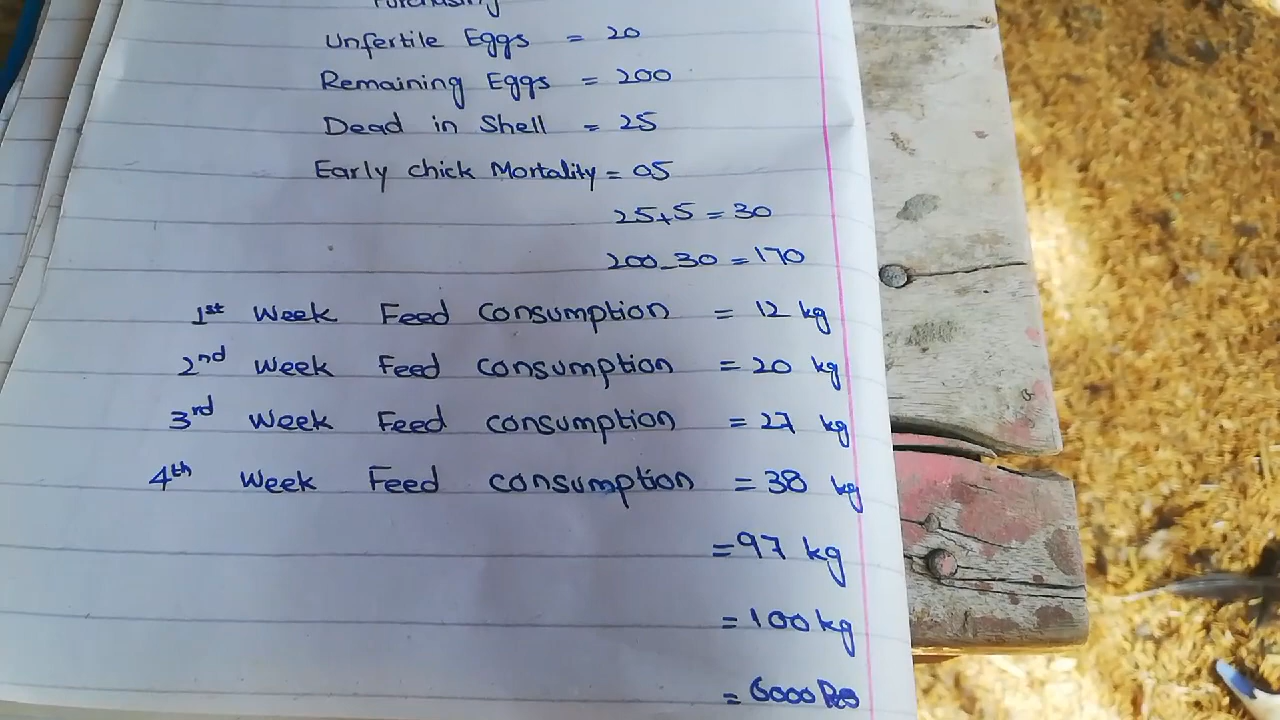 Purchasing
Unfertile Eggs = 20
Remaining Eggs = 200
Dead in Shell = 25
Early chick Mortality = 05
25+5 = 30
200-30 = 170
1st Week Feed Consumption = 12 kg
2nd Week Feed Consumption = 20 kg
3rd Week Feed Consumption = 27 kg
4th Week Feed Consumption = 38 kg
= 97 kg
= 100 kg
= 6000 Rs